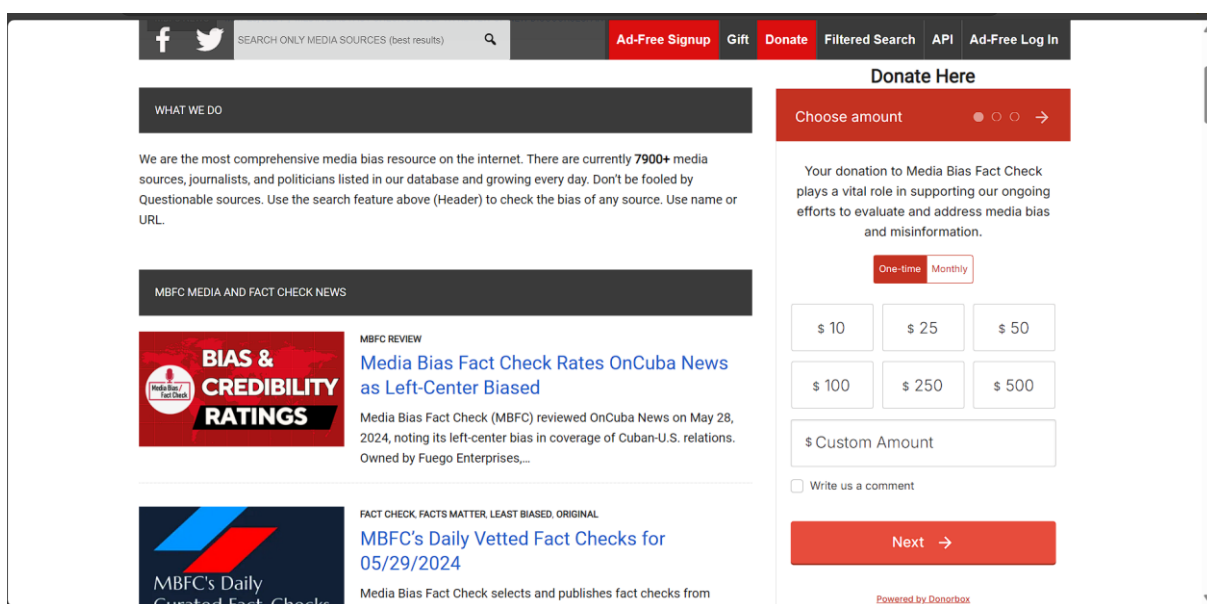 f
SEARCH ONLY MEDIA SOURCES (best results)
Ad-Free Signup
Gift
Donate
Filtered Search
API
Ad-Free Log In
WHAT WE DO
We are the most comprehensive media bias resource on the internet. There are currently 7900+ media
sources, journalists, and politicians listed in our database and growing every day. Don't be fooled by
Questionable sources. Use the search feature above (Header) to check the bias of any source. Use name or
URL.
MBFC MEDIA AND FACT CHECK NEWS
BIAS &
CREDIBILITY
RATINGS
Media Bias/
Fact Check
MBFC REVIEW
Media Bias Fact Check Rates OnCuba News
as Left-Center Biased
Media Bias Fact Check (MBFC) reviewed OnCuba News on May 28,
2024, noting its left-center bias in coverage of Cuban-U.S. relations.
Owned by Fuego Enterprises,...
MBFC's Daily
Curated Fact-Checks
FACT CHECK, FACTS MATTER, LEAST BIASED, ORIGINAL
MBFC's Daily Vetted Fact Checks for
05/29/2024
Media Bias Fact Check selects and publishes fact checks from
Donate Here
Choose amount
Your donation to Media Bias Fact Check
plays a vital role in supporting our ongoing
efforts to evaluate and address media bias
and misinformation.
One-time
Monthly
$ 10
$ 25
$ 50
$ 100
$ 250
$ 500
$ Custom Amount
Write us a comment
Next
Powered by Donorbox